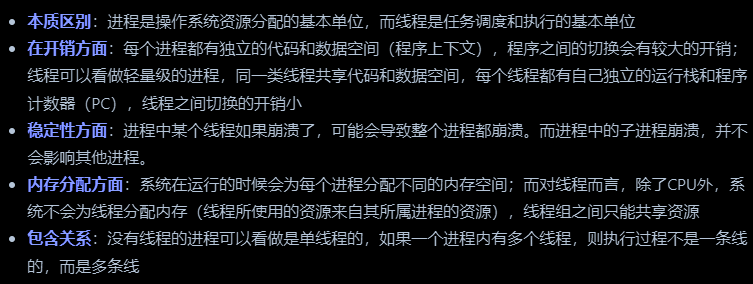 本质区别：进程是操作系统资源分配的基本单位，而线程是任务调度和执行的基本单位
在开销方面：每个进程都有独立的代码和数据空间（程序上下文），程序之间的切换会有较大的开销；
线程可以看做轻量级的进程，同一类线程共享代码和数据空间，每个线程都有自己独立的运行栈和程序
计数器（PC），线程之间切换的开销小
稳定性方面：进程中某个线程如果崩溃了，可能会导致整个进程都崩溃。而进程中的子进程崩溃，并不
会影响其他进程。
内存分配方面：系统在运行的时候会为每个进程分配不同的内存空间；而对线程而言，除了CPU外，系
统不会为线程分配内存（线程所使用的资源来自其所属进程的资源），线程组之间只能共享资源
包含关系：没有线程的进程可以看做是单线程的，如果一个进程内有多个线程，则执行过程不是一条线
的，而是多条线